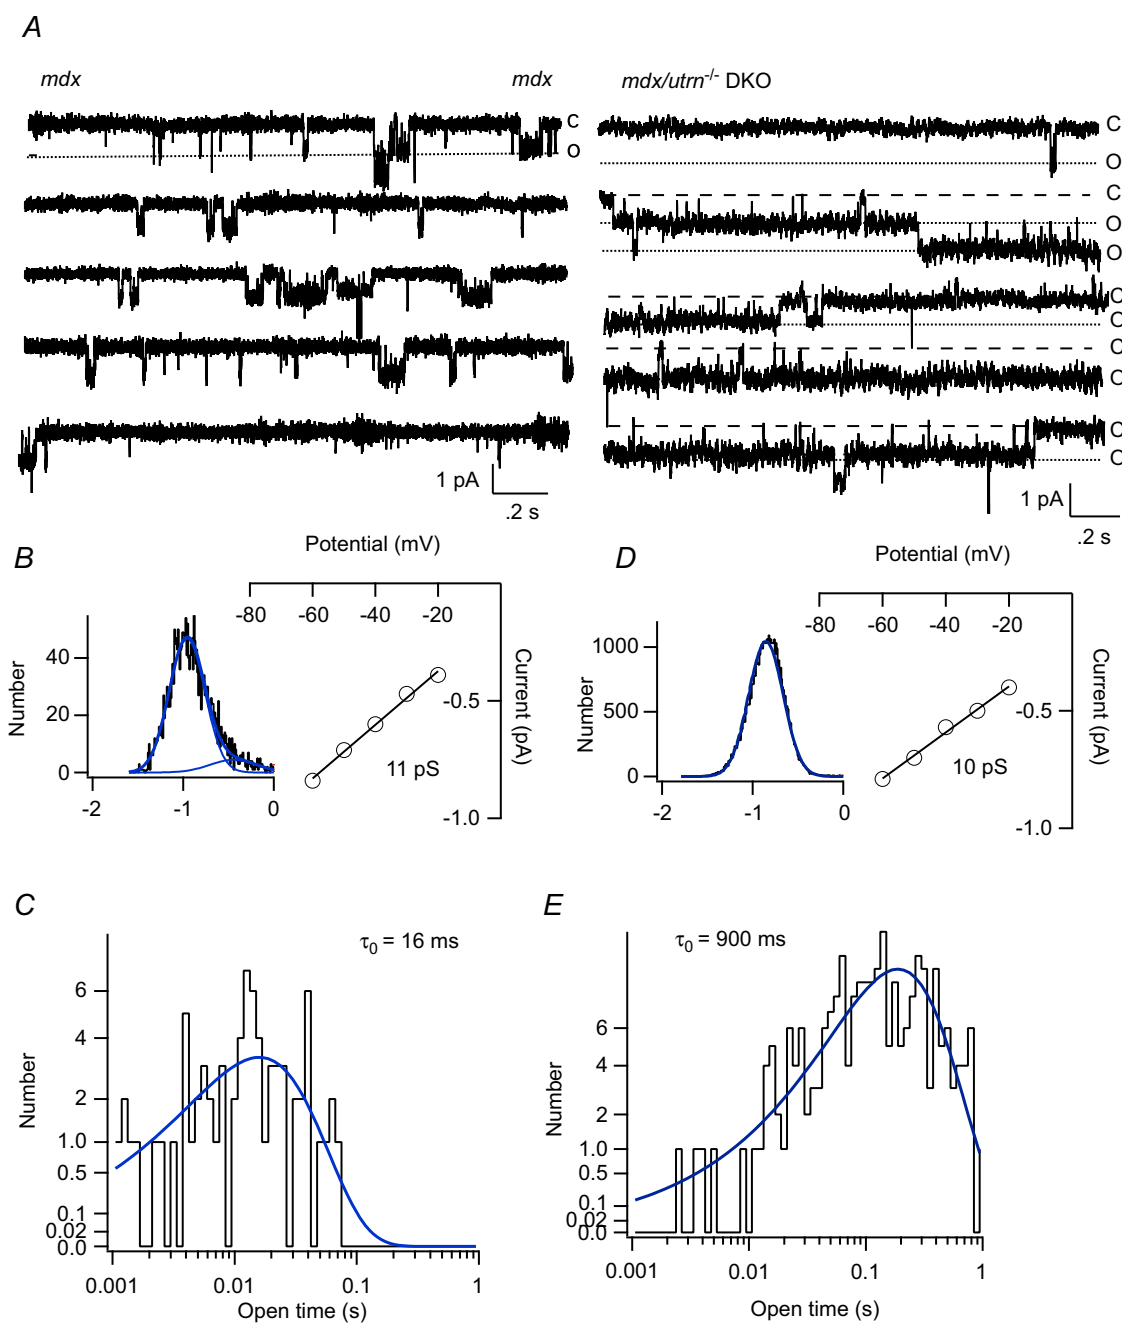 A
mdx
mdx
mdx/utrn-/- DKO
C
O
C
O
C
O
O
C
O
C
O
C
O
1 pA
.2 s
1 pA
.2 s
B
Potential (mV)
-80 -60 -40 -20
Number
40
20
0
-2 -1 0
11 pS
Current (pA)
-0.5
-1.0
D
Potential (mV)
-80 -60 -40 -20
Number
1000
500
0
-2 -1 0
10 pS
Current (pA)
-0.5
-1.0
C
τ0 = 16 ms
Number
6
4
2
1.0
0.5
0.1
0.02
0.0
0.001 0.01 0.1 1
Open time (s)
E
τ0 = 900 ms
Number
6
4
2
1.0
0.5
0.1
0.02
0.0
0.001 0.01 0.1 1
Open time (s)